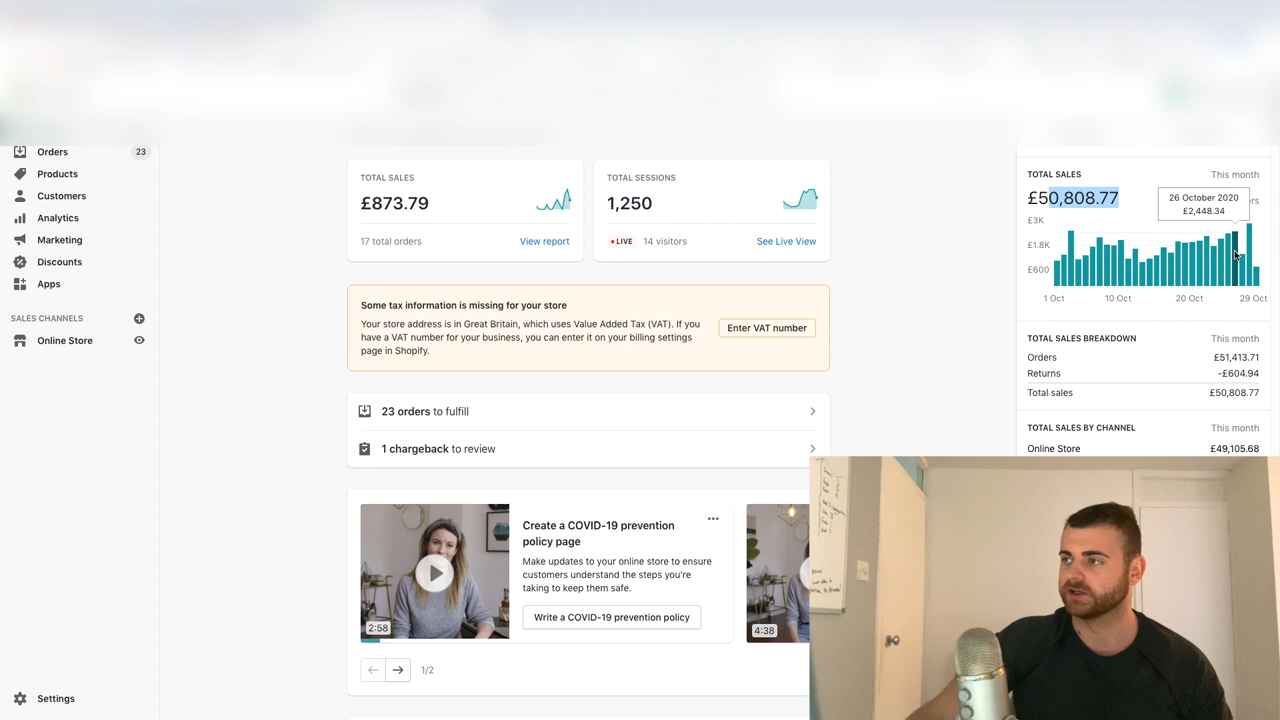 Orders
23
Products
Customers
Analytics
Marketing
Discounts
Apps
SALES CHANNELS
Online Store
Settings
TOTAL SALES
£873.79
17 total orders
View report
TOTAL SESSIONS
1,250
LIVE
14 visitors
See Live View
Some tax information is missing for your store
Your store address is in Great Britain, which uses Value Added Tax (VAT). If you
have a VAT number for your business, you can enter it on your billing settings
page in Shopify.
Enter VAT number
23 orders to fulfill
1 chargeback to review
2:58
Create a COVID-19 prevention
policy page
Make updates to your online store to ensure
customers understand the steps you're
taking to keep them safe.
Write a COVID-19 prevention policy
4:38
1/2
TOTAL SALES
This month
£50,808.77
26 October 2020
£2,448.34
£3K
£1.8K
£600
1 Oct
10 Oct
20 Oct
29 Oct
TOTAL SALES BREAKDOWN
This month
Orders
£51,413.71
Returns
-£604.94
Total sales
£50,808.77
TOTAL SALES BY CHANNEL
This month
Online Store
£49,105.68